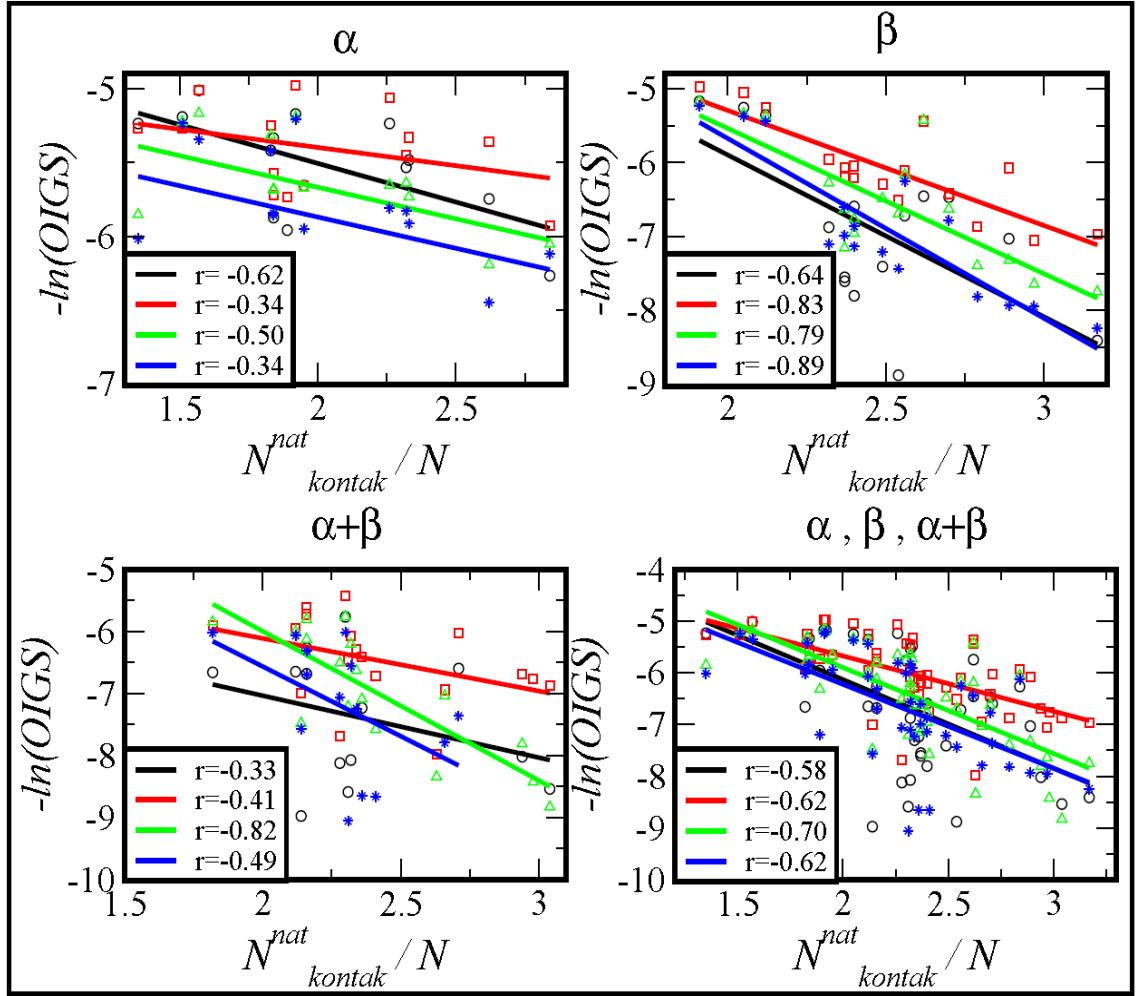 α
-5
-6
-7
1.5
2
2.5
-ln(OIGS)
r= -0.62
r= -0.34
r= -0.50
r= -0.34
N^nat_kontak / N
β
-5
-6
-7
-8
-9
2
2.5
3
-ln(OIGS)
r= -0.64
r= -0.83
r= -0.79
r= -0.89
N^nat_kontak / N
α+β
-5
-6
-7
-8
-9
-10
1.5
2
2.5
3
-ln(OIGS)
r=-0.33
r=-0.41
r=-0.82
r=-0.49
N^nat_kontak / N
α , β , α+β
-4
-5
-6
-7
-8
-9
-10
1.5
2
2.5
3
-ln(OIGS)
r=-0.58
r=-0.62
r=-0.70
r=-0.62
N^nat_kontak / N